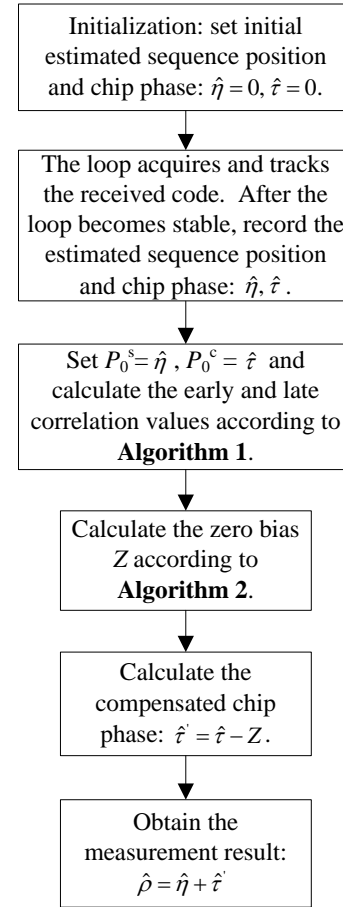 Initialization: set initial
estimated sequence position
and chip phase: η̂ = 0, τ̂ = 0.
The loop acquires and tracks
the received code. After the
loop becomes stable, record the
estimated sequence position
and chip phase: η̂, τ̂ .
Set P₀ˢ= η̂ , P₀ᶜ = τ̂ and
calculate the early and late
correlation values according to
Algorithm 1.
Calculate the zero bias
Z according to
Algorithm 2.
Calculate the
compensated chip
phase: τ̂' = τ̂ − Z .
Obtain the
measurement result:
ρ̂ = η̂ + τ̂'